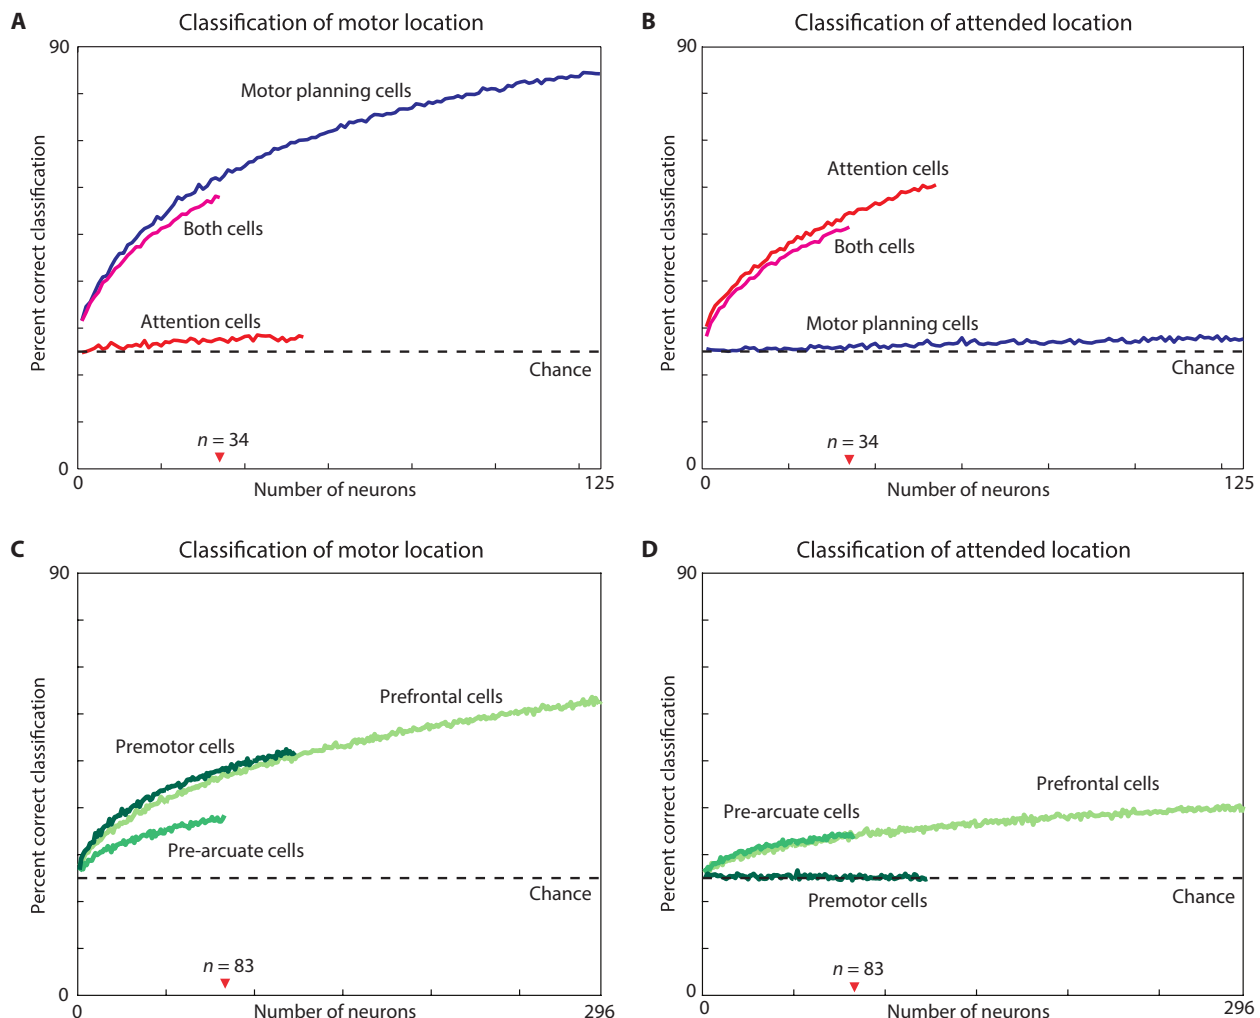 A
Classification of motor location
90
Percent correct classification
Motor planning cells
Both cells
Attention cells
Chance
n = 34
0
0
Number of neurons
125
B
Classification of attended location
90
Percent correct classification
Attention cells
Both cells
Motor planning cells
Chance
n = 34
0
0
Number of neurons
125
C
Classification of motor location
90
Percent correct classification
Prefrontal cells
Premotor cells
Pre-arcuate cells
Chance
n = 83
0
0
Number of neurons
296
D
Classification of attended location
90
Percent correct classification
Prefrontal cells
Pre-arcuate cells
Chance
Premotor cells
n = 83
0
0
Number of neurons
296